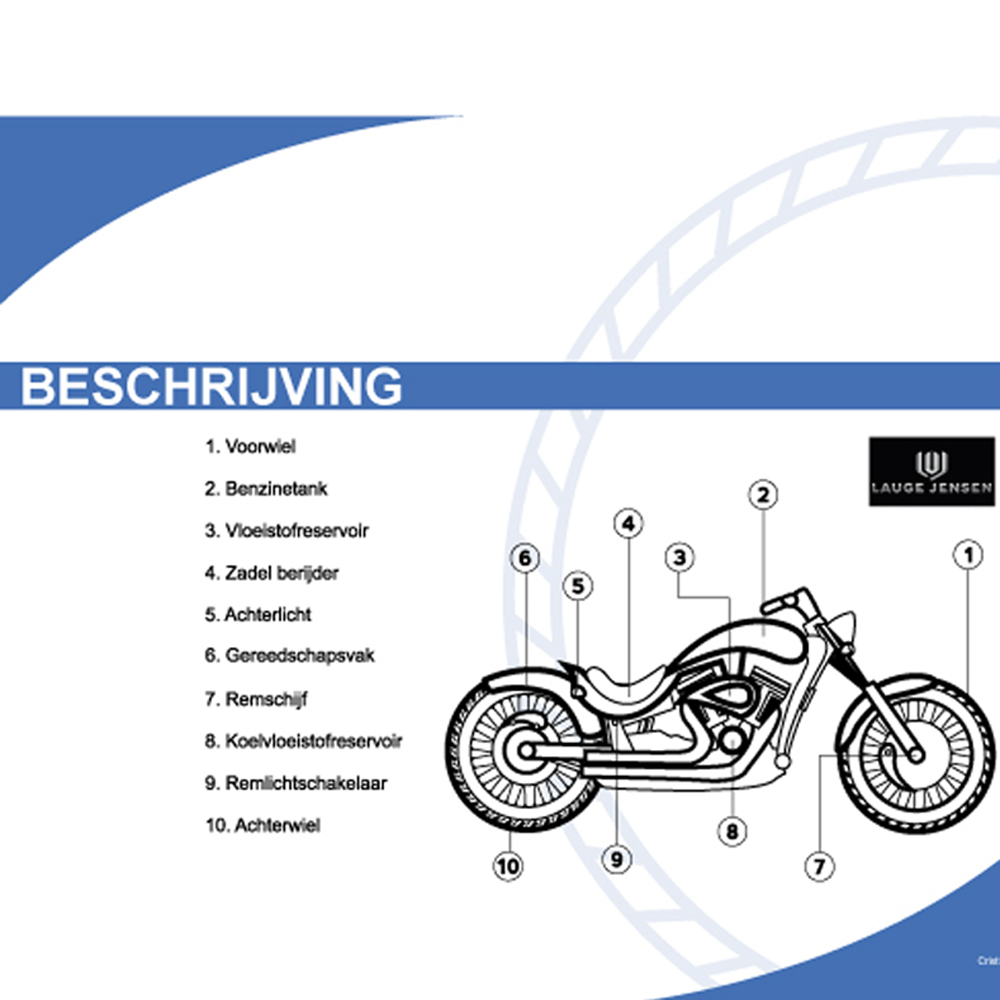 BESCHRIJVING
1. Voorwiel
2. Benzinetank
3. Vloeistofreservoir
4. Zadel berijder
5. Achterlicht
6. Gereedschapsvak
7. Remschijf
8. Koelvloeistofreservoir
9. Remlichtschakelaar
10. Achterwiel
LAUGE JENSEN
2
4
3
1
6
5
8
9
10
7